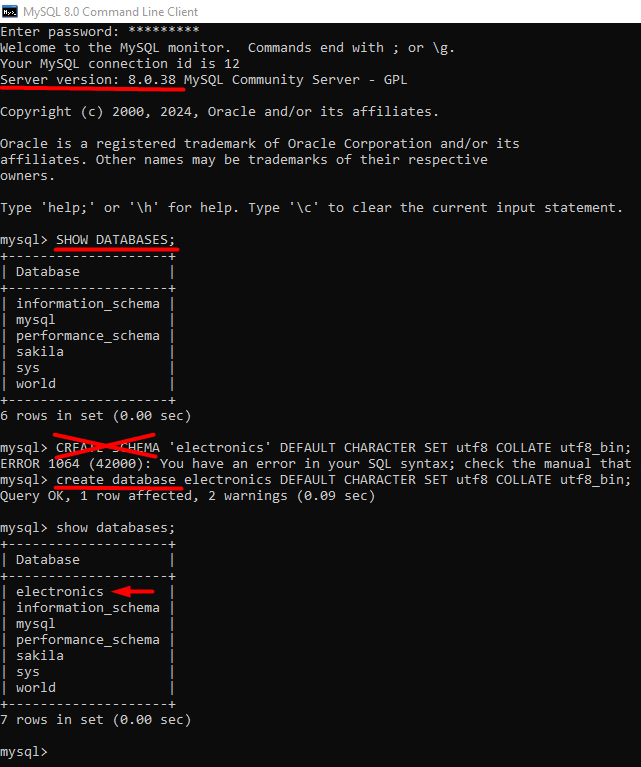 MySQL 8.0 Command Line Client
Enter password: *********
Welcome to the MySQL monitor.  Commands end with ; or \g.
Your MySQL connection id is 12
Server version: 8.0.38 MySQL Community Server - GPL
Copyright (c) 2000, 2024, Oracle and/or its affiliates.
Oracle is a registered trademark of Oracle Corporation and/or its
affiliates. Other names may be trademarks of their respective
owners.
Type 'help;' or '\h' for help. Type '\c' to clear the current input statement.
mysql> SHOW DATABASES;
+--------------------+
| Database           |
+--------------------+
| information_schema |
| mysql              |
| performance_schema |
| sakila             |
| sys                |
| world              |
+--------------------+
6 rows in set (0.00 sec)
mysql> CREATE SCHEMA 'electronics' DEFAULT CHARACTER SET utf8 COLLATE utf8_bin;
ERROR 1064 (42000): You have an error in your SQL syntax; check the manual that
mysql> create database electronics DEFAULT CHARACTER SET utf8 COLLATE utf8_bin;
Query OK, 1 row affected, 2 warnings (0.09 sec)
mysql> show databases;
+--------------------+
| Database           |
+--------------------+
| electronics        |
| information_schema |
| mysql              |
| performance_schema |
| sakila             |
| sys                |
| world              |
+--------------------+
7 rows in set (0.00 sec)
mysql>